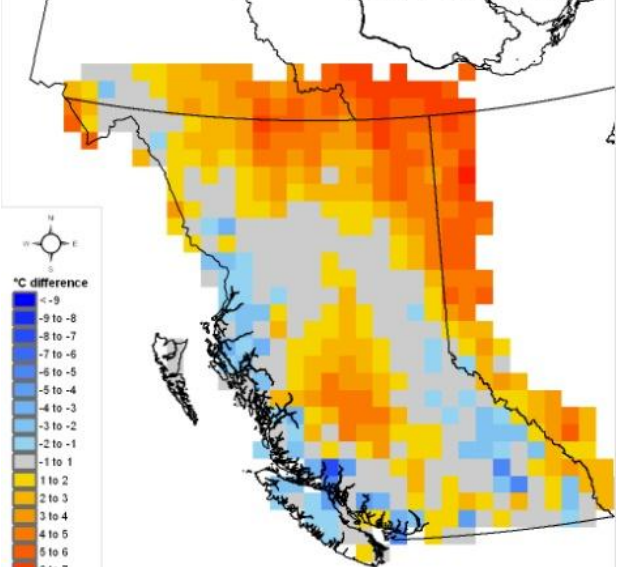 N
W E
S
°C difference
< -9
-9 to -8
-8 to -7
-7 to -6
-6 to -5
-5 to -4
-4 to -3
-3 to -2
-2 to -1
-1 to 1
1 to 2
2 to 3
3 to 4
4 to 5
5 to 6